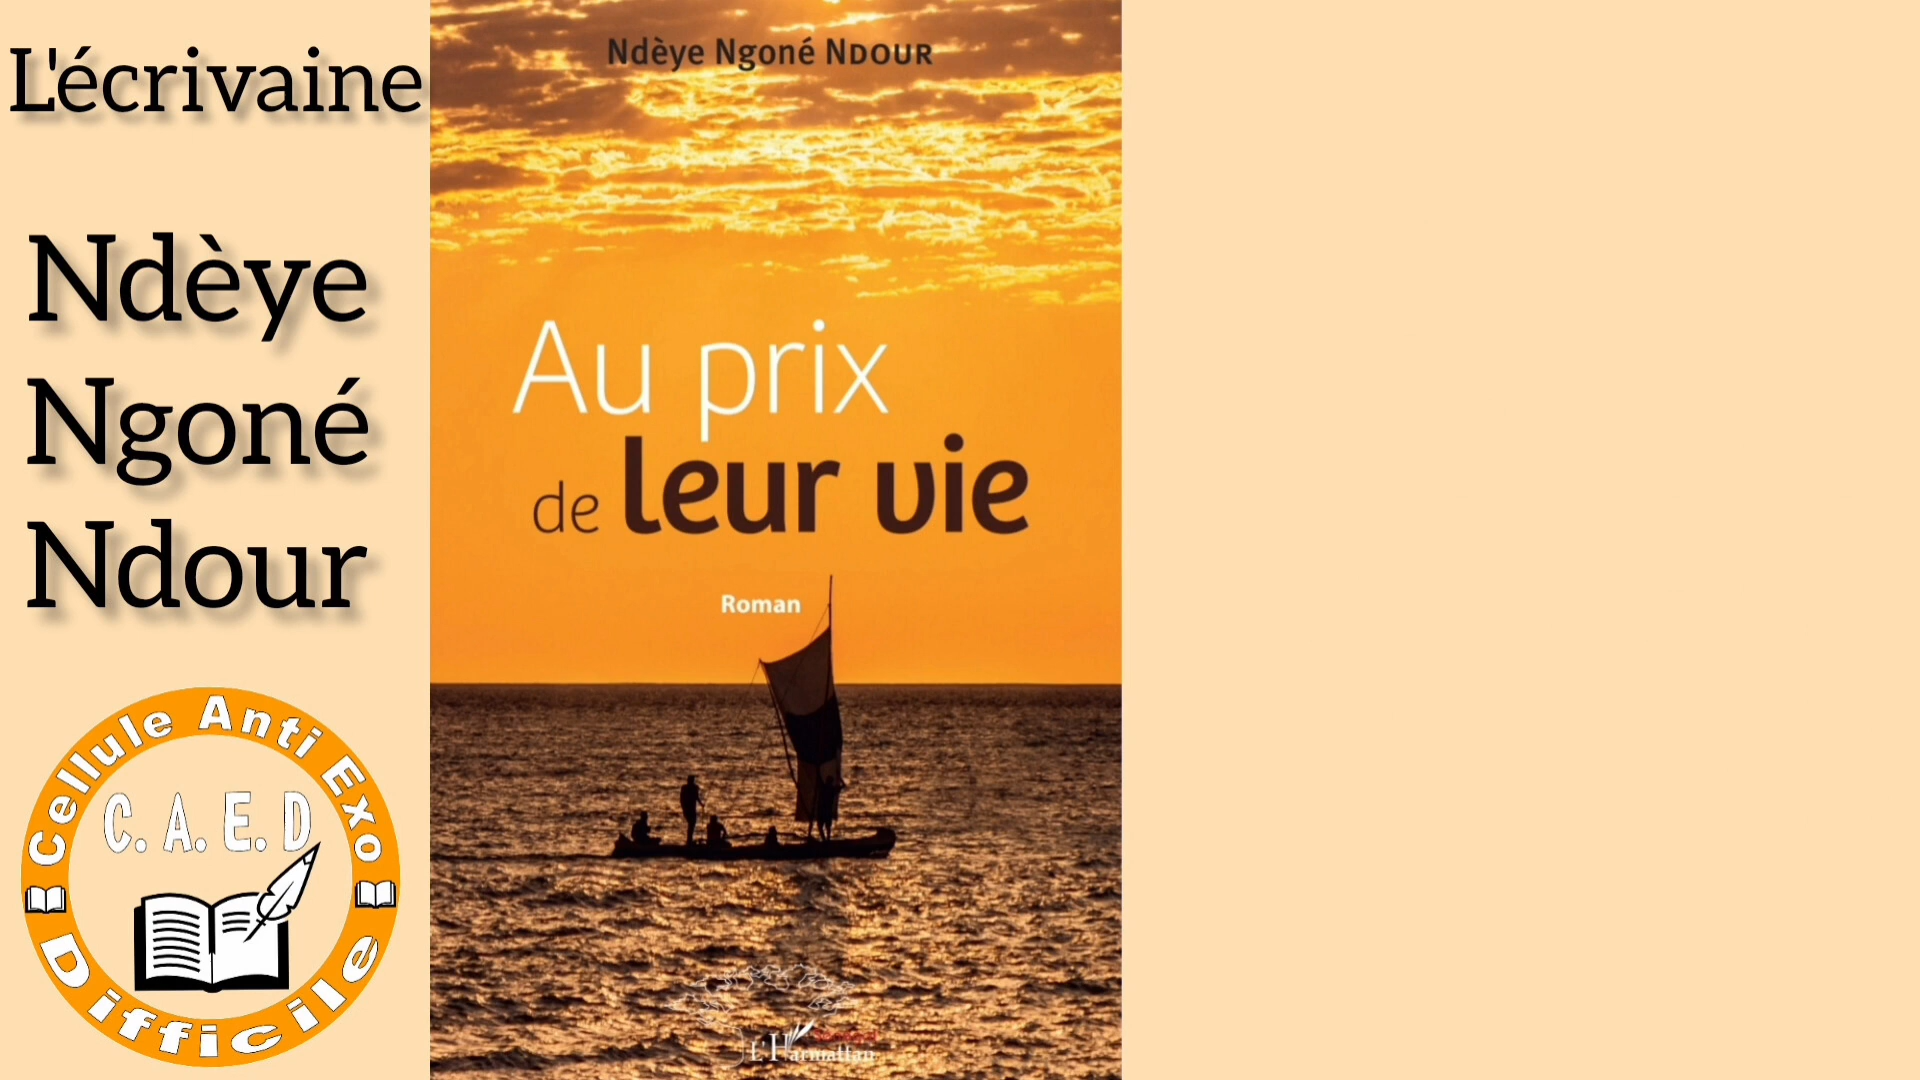 L'écrivaine
Ndèye
Ngoné
Ndour
Cellule Anti Exo
Difficile
C. A. E. D
Ndèye Ngoné NDOUR
Au prix
de leur vie
Roman
L'Harmattan